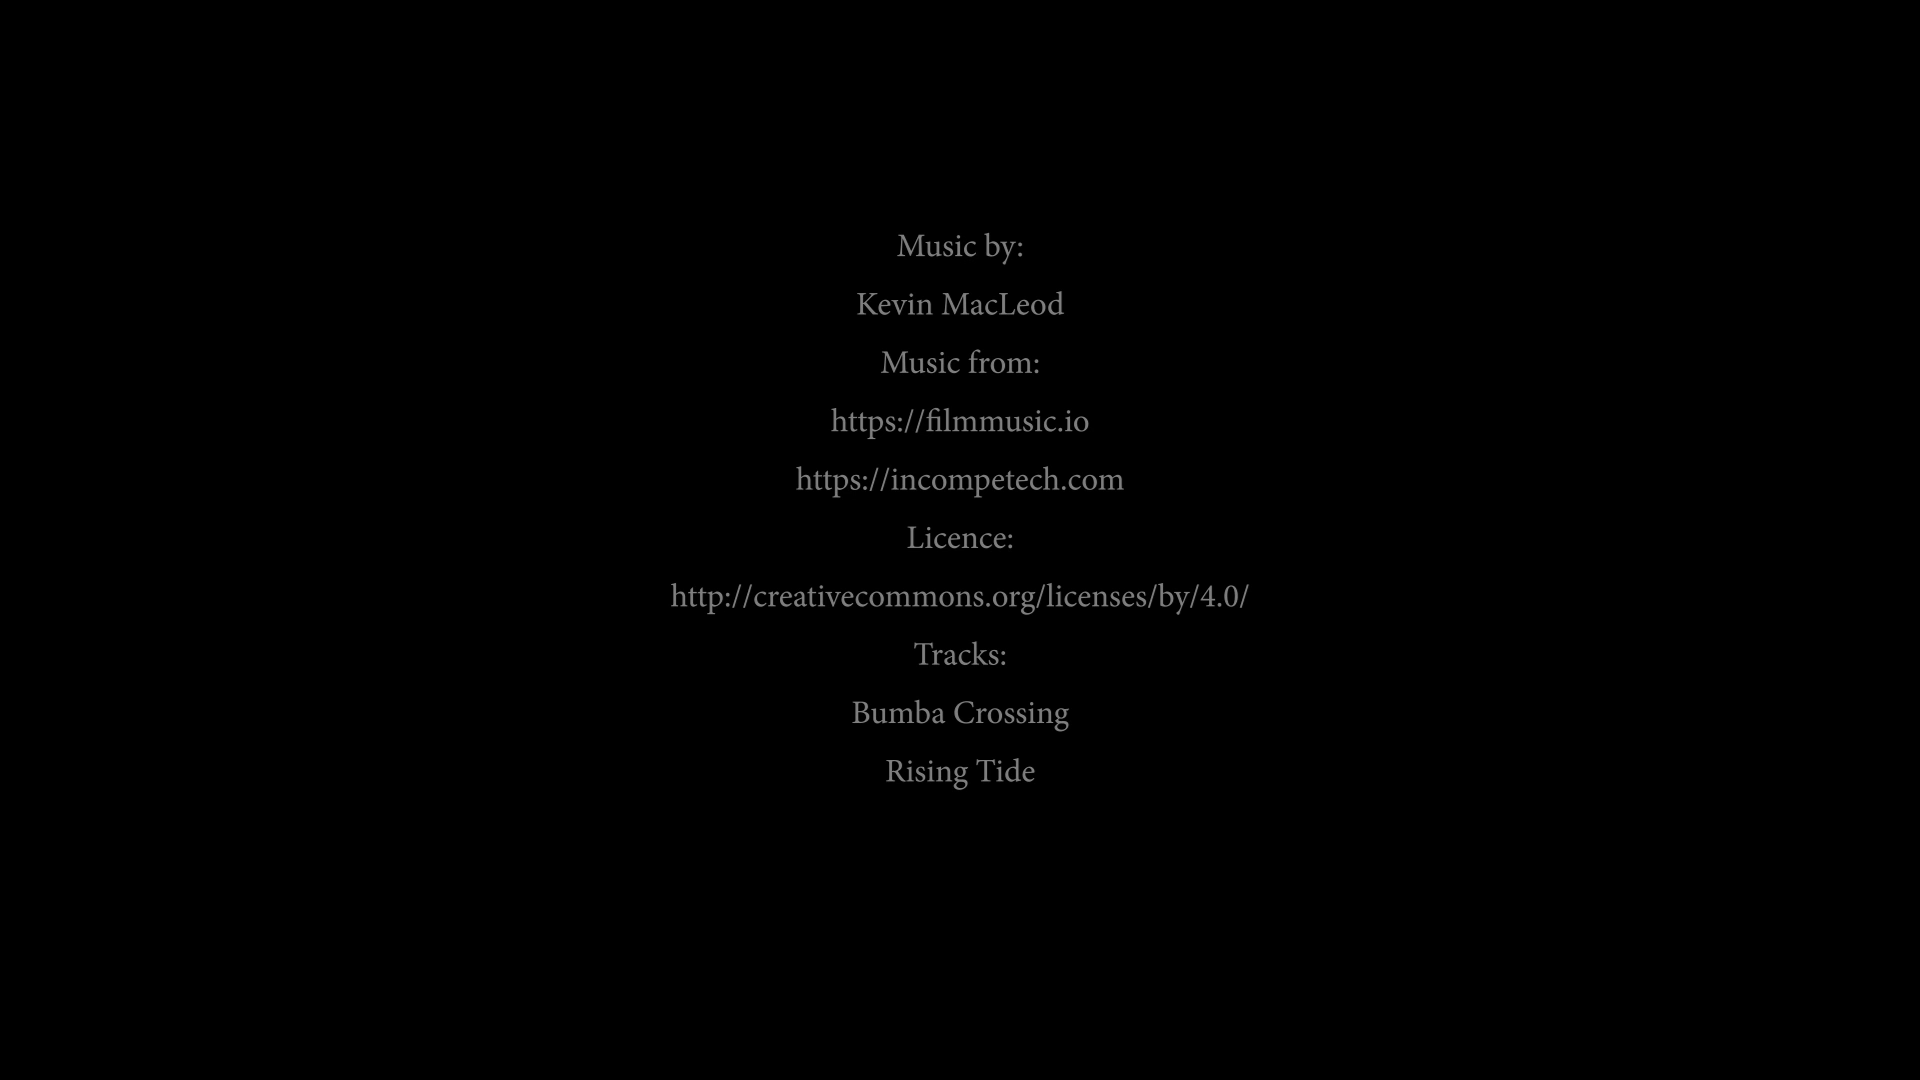 Music by:
Kevin MacLeod
Music from:
https://filmmusic.io
https://incompetech.com
Licence:
http://creativecommons.org/licenses/by/4.0/
Tracks:
Bumba Crossing
Rising Tide